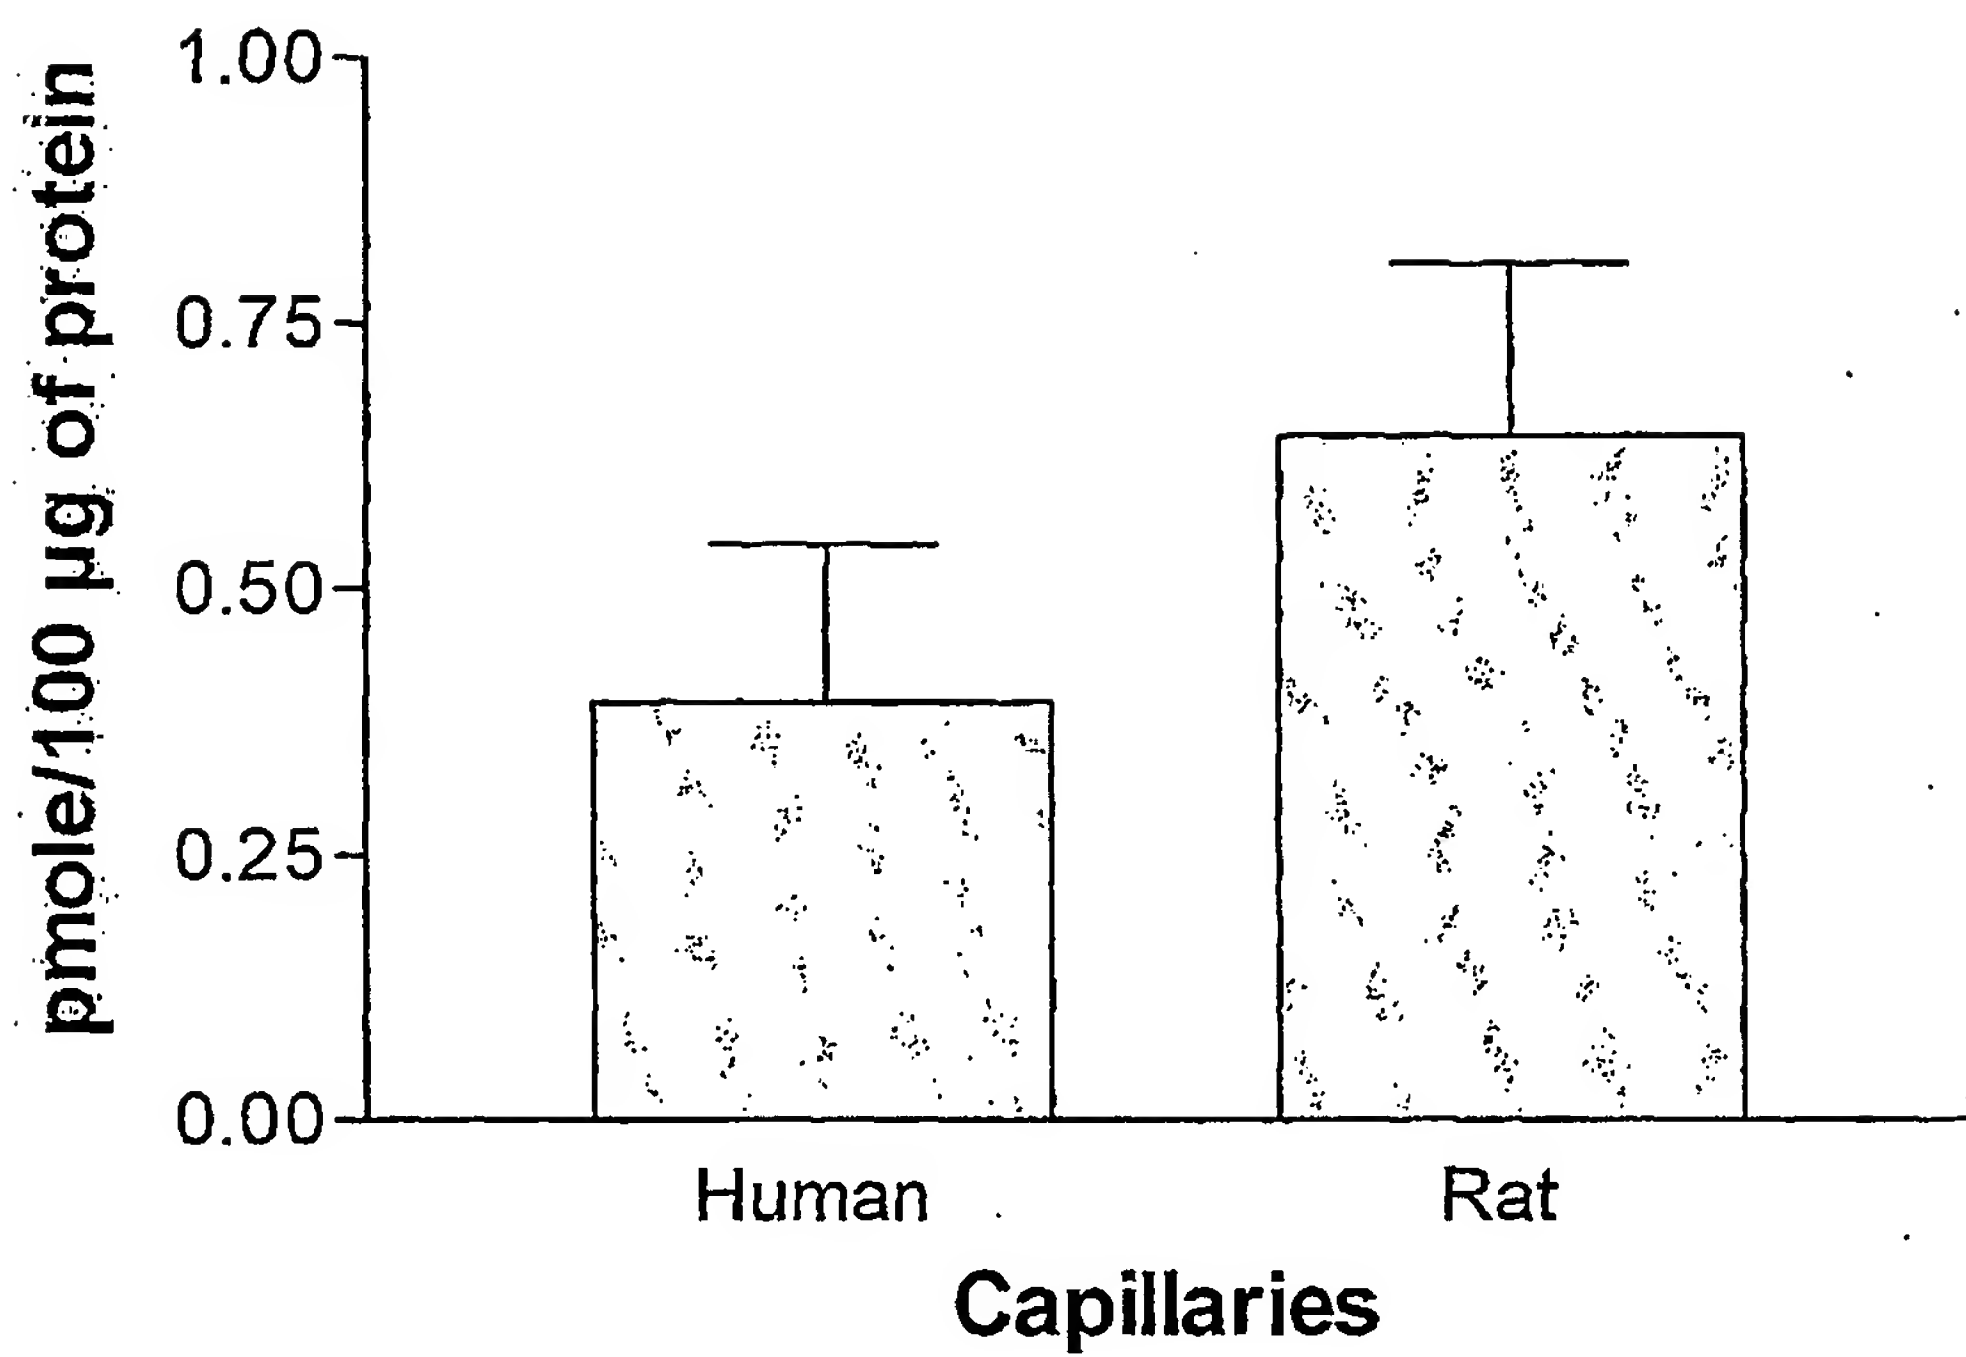 pmole/100 µg of protein
1.00
0.75
0.50
0.25
0.00
Human
Rat
Capillaries